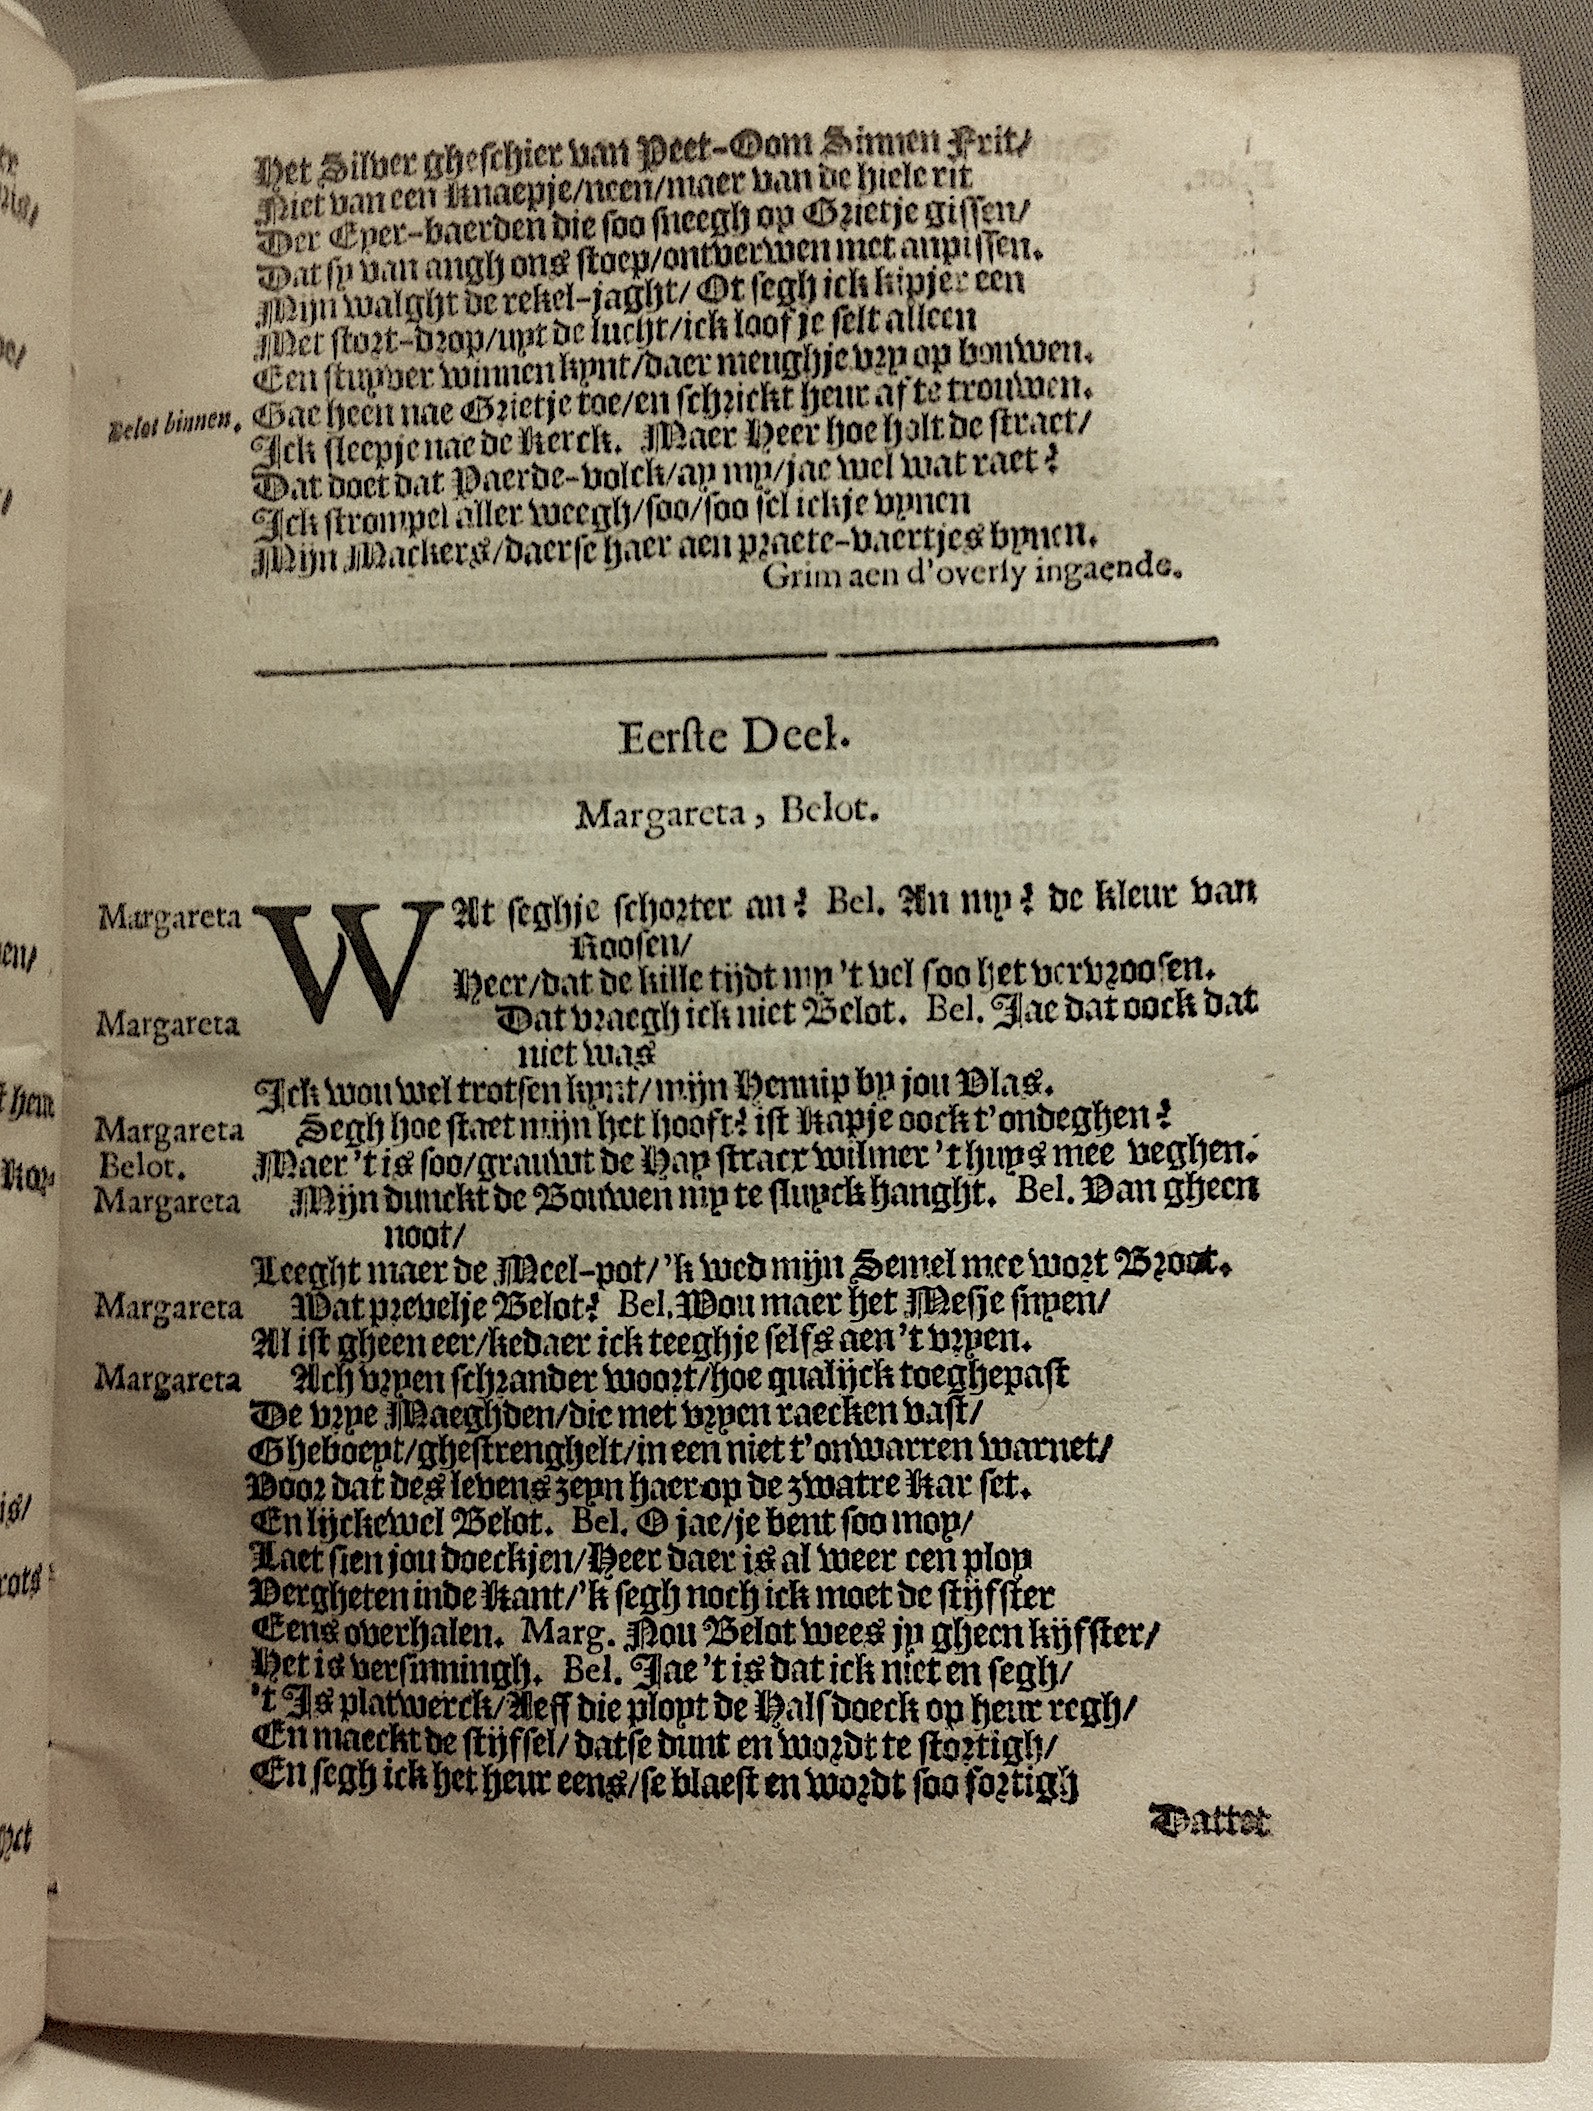 Het Silver gheschier van Peet-Oom Sinnen Frit/
Niet van een Knaepje/neen/maer van de hiele rit
Der Eyer-baerden die soo sneegh op Grietje gissen/
Dat sy van angh ons stoep/ontverwen met anpissen.
Mijn walght de rekel-jaght/ Ot segh ick kipjer een
Met stort-drop/uyt de lucht/ick loof je selt alleen
Een stuyver winnen kynt/daer meughje vry op bouwen.
Belot binnen. Gae heen nae Grietje toe/en schrickt heur af te trouwen.
Ick sleepje nae de Kerck. Maer Heer hoe holt de straet/
Dat doet dat Paerde-volck/ay my/jae wel wat raet?
Ick strompel aller weegh/soo/soo sel ickje vynen
Mijn Mackers/daerse haer aen praete-vaertjes bynen.
Grim aen d'overly ingaende.
Eerste Deel.
Margareta, Belot.
Margareta WAt seghje schorter an? Bel. An my? de kleur van
Roosen/
Heer/dat de kille tijdt my 't vel soo het vervroosen.
Margareta Dat vraegh ick niet Belot. Bel. Jae dat oock dat
niet was
Ick wou wel trotsen kynt/mijn Hennip by jou Vlas.
Margareta Segh hoe staet mijn het hooft? ist Kapje oock t'ondeghen?
Belot. Maer 't is soo/grauwt de Hay stracx wilmer 't huys mee veghen.
Margareta Mijn dunckt de Bouwen my te sluyck hanght. Bel. Van gheen
noot/
Leeght maer de Meel-pot/'k wed mijn Semel mee wort Broot.
Margareta Wat prevelje Belot? Bel. Wou maer het Mesje snyen/
Al ist gheen eer/kedaer ick teeghje selfs aen 't vryen.
Margareta Ach vryen schrander woort/hoe qualijck toeghepast
De vrye Maeghden/die met vryen raecken vast/
Gheboeyt/ghestrenghelt/in een niet t'onwarren warnet/
Voor dat des levens zeyn haer op de zwatre Kar set.
En lijckewel Belot. Bel. O jae/je bent soo moy/
Laet sien jou doeckjen/Heer daer is al weer een ploy
Vergheten inde Kant/'k segh noch ick moet de stijfster
Eens overhalen. Marg. Nou Belot wees jy gheen kijfster/
Het is versinningh. Bel. Jae 't is dat ick niet en segh/
't Is platwerck/Aeff die ployt de Halsdoeck op heur regh/
En maeckt de stijfsel/datse dunt en wordt te stortigh/
En segh ick het heur eens/se blaest en wordt soo sortigh
Dattet